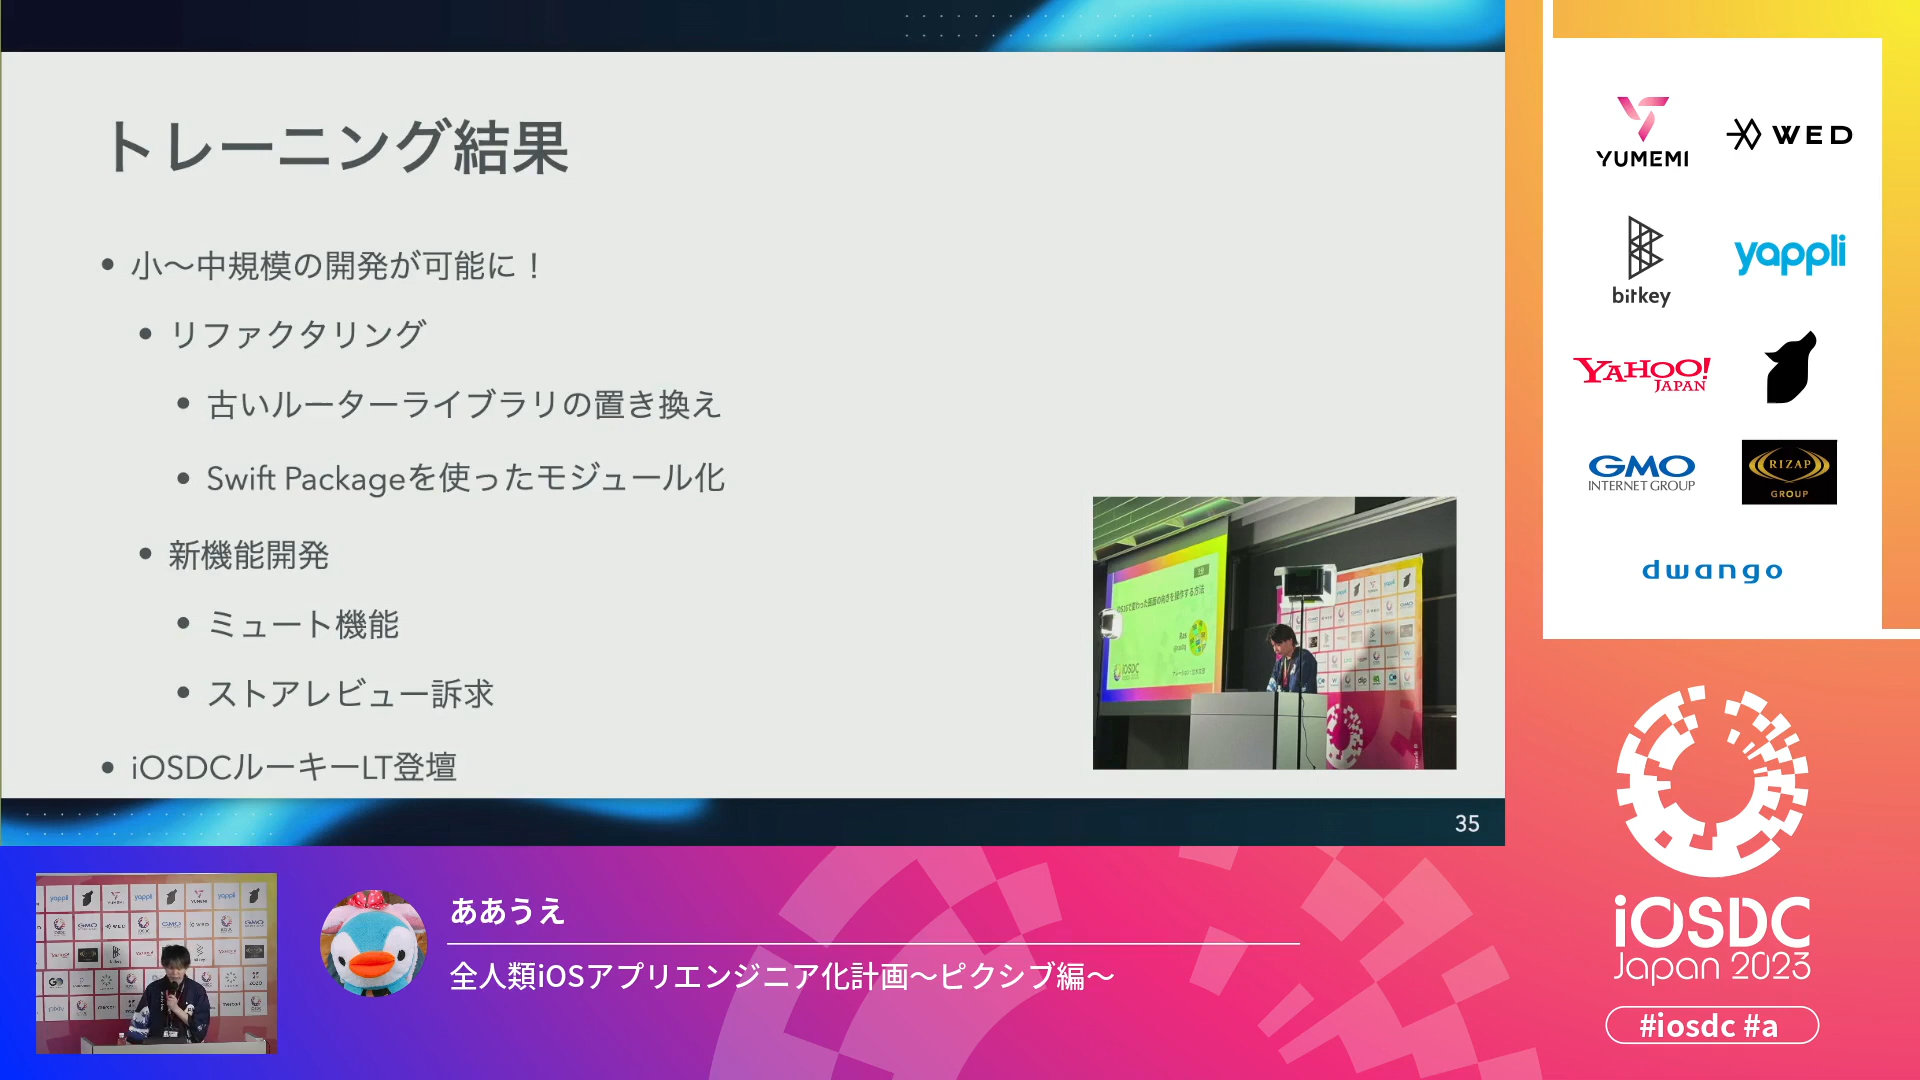 トレーニング結果
• 小〜中規模の開発が可能に！
• リファクタリング
• 古いルーターライブラリの置き換え
• Swift Packageを使ったモジュール化
• 新機能開発
• ミュート機能
• ストアレビュー訴求
• iOSDCルーキーLT登壇
35
ああうえ
全人類iOSアプリエンジニア化計画〜ピクシブ編〜
YUMEMI
WED
bitkey
yappli
YAHOO!
JAPAN
GMO
INTERNET GROUP
RIZAP
GROUP
dwango
iOSDC
Japan 2023
#iosdc #a